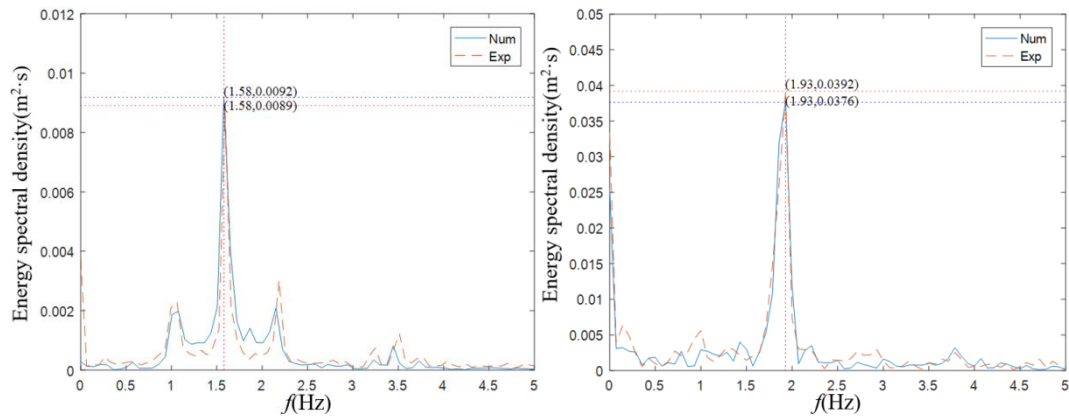 Energy spectral density(m²·s)
0.012
0.01
0.008
0.006
0.004
0.002
0
Num
Exp
(1.58,0.0092)
(1.58,0.0089)
0 0.5 1 1.5 2 2.5 3 3.5 4 4.5 5
f(Hz)
Energy spectral density(m²·s)
0.05
0.045
0.04
0.035
0.03
0.025
0.02
0.015
0.01
0.005
0
Num
Exp
(1.93,0.0392)
(1.93,0.0376)
0 0.5 1 1.5 2 2.5 3 3.5 4 4.5 5
f(Hz)